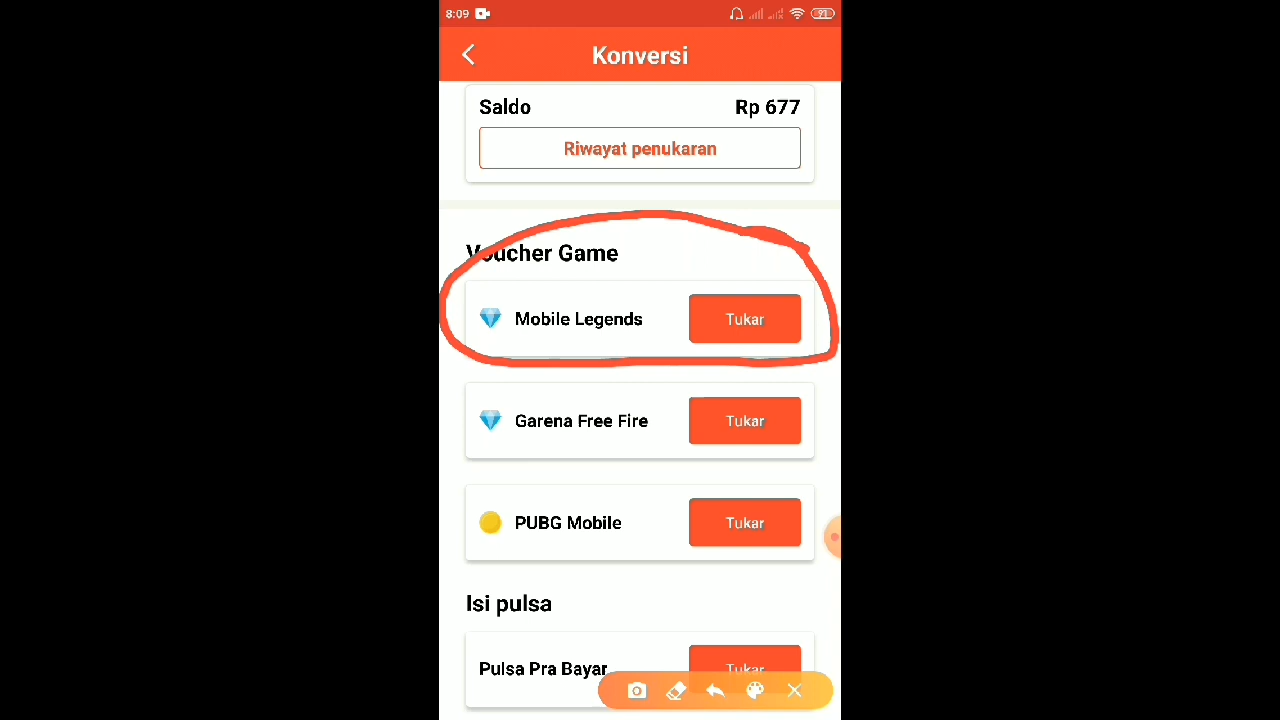 8:09
91
Konversi
Saldo Rp 677
Riwayat penukaran
Voucher Game
Mobile Legends Tukar
Garena Free Fire Tukar
PUBG Mobile Tukar
Isi pulsa
Pulsa Pra Bayar Tukar